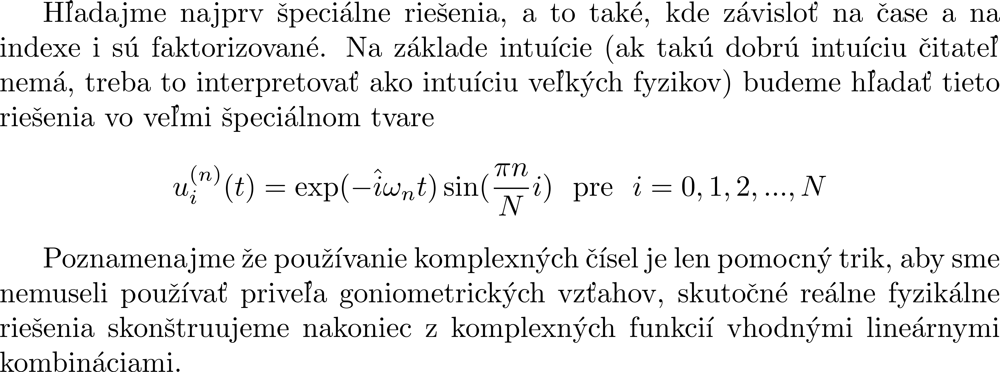 Hľadajme najprv špeciálne riešenia, a to také, kde závisloť na čase a na
indexe i sú faktorizované. Na základe intuície (ak takú dobrú intuíciu čitateľ
nemá, treba to interpretovať ako intuíciu veľkých fyzikov) budeme hľadať tieto
riešenia vo veľmi špeciálnom tvare
$u_i^{(n)}(t) = \exp(-\hat{i}\omega_n t)\sin(\frac{\pi n}{N}i)$ pre $i = 0, 1, 2, ..., N$
Poznamenajme že používanie komplexných čísel je len pomocný trik, aby sme
nemuseli používať priveľa goniometrických vzťahov, skutočné reálne fyzikálne
riešenia skonštruujeme nakoniec z komplexných funkcií vhodnými lineárnymi
kombináciami.